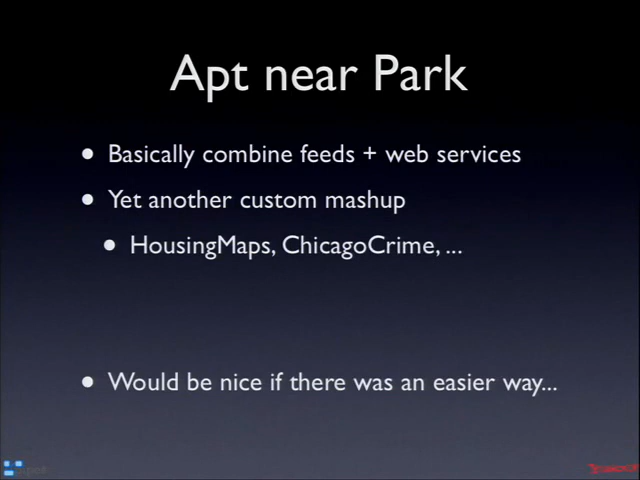 Apt near Park
• Basically combine feeds + web services
• Yet another custom mashup
• HousingMaps, ChicagoCrime, ...
• Would be nice if there was an easier way...
YAHOO!